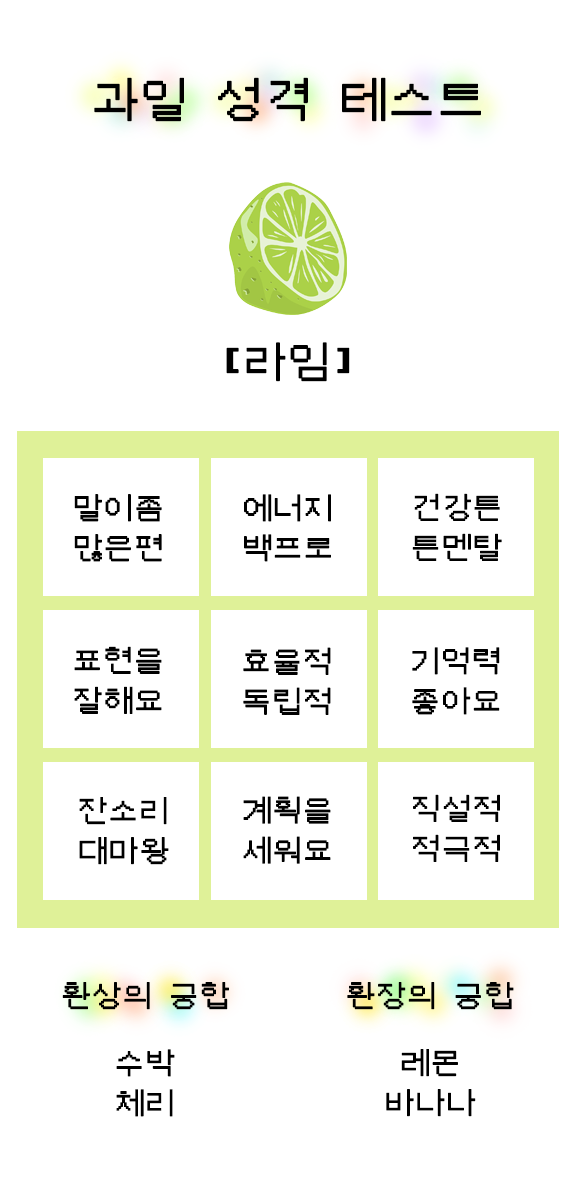 과일 성격 테스트
[라임]
말이좀
많은편
에너지
백프로
건강튼
튼멘탈
표현을
잘해요
효율적
독립적
기억력
좋아요
잔소리
대마왕
계획을
세워요
직설적
적극적
환상의 궁합
수박
체리
환장의 궁합
레몬
바나나